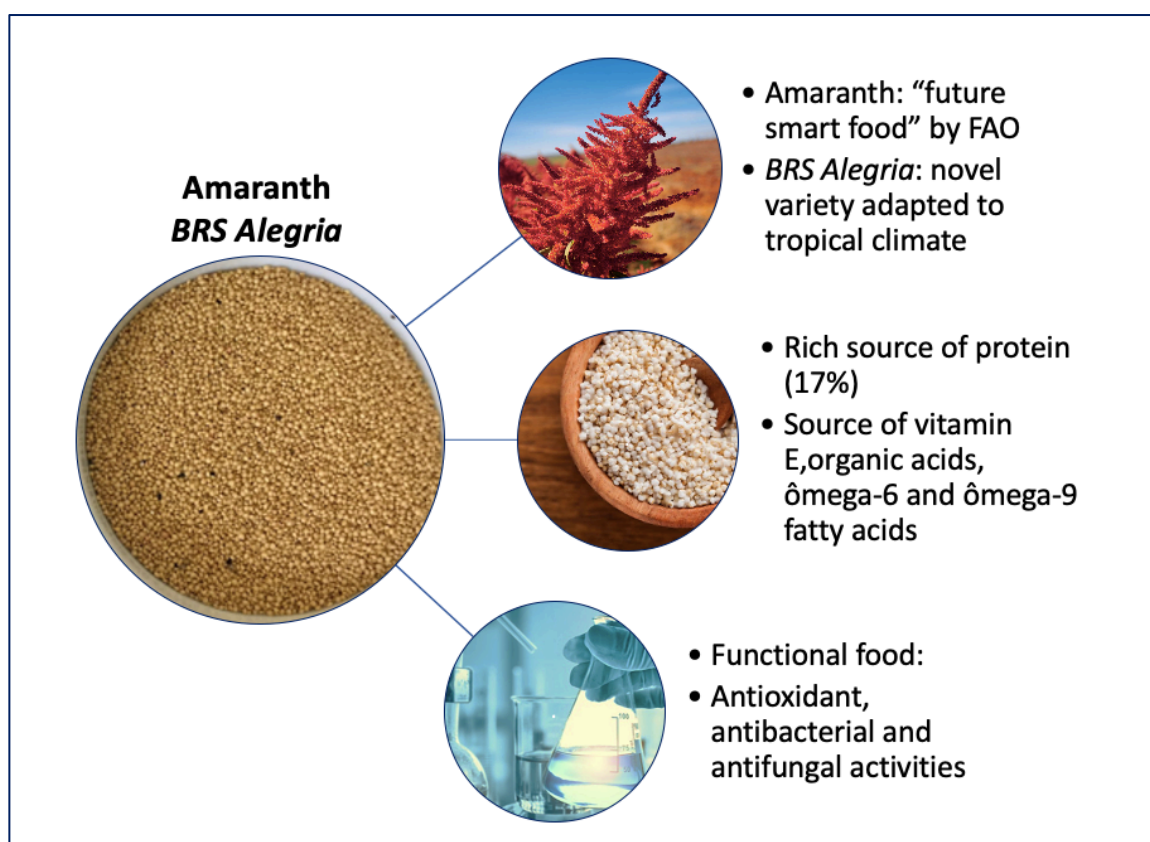 Amaranth
BRS Alegria
• Amaranth: “future
smart food” by FAO
• BRS Alegria: novel
variety adapted to
tropical climate
• Rich source of protein
(17%)
• Source of vitamin
E,organic acids,
ômega-6 and ômega-9
fatty acids
• Functional food:
• Antioxidant,
antibacterial and
antifungal activities